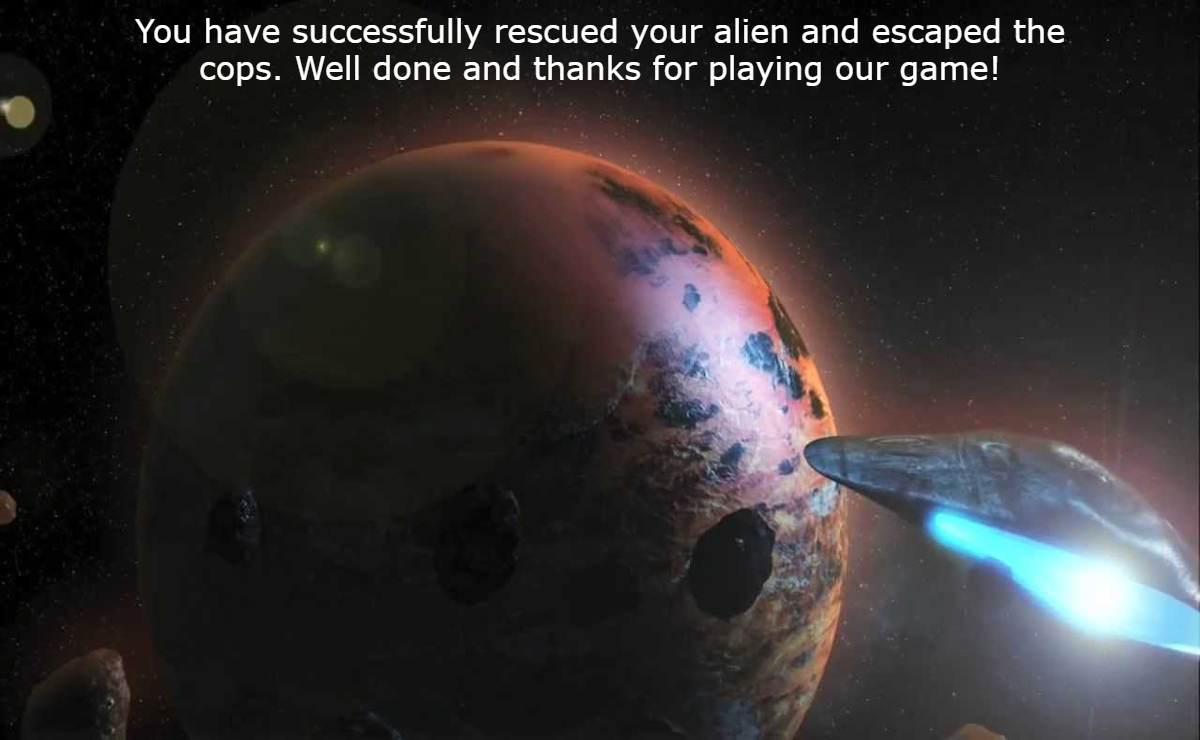 You have successfully rescued your alien and escaped the
cops. Well done and thanks for playing our game!